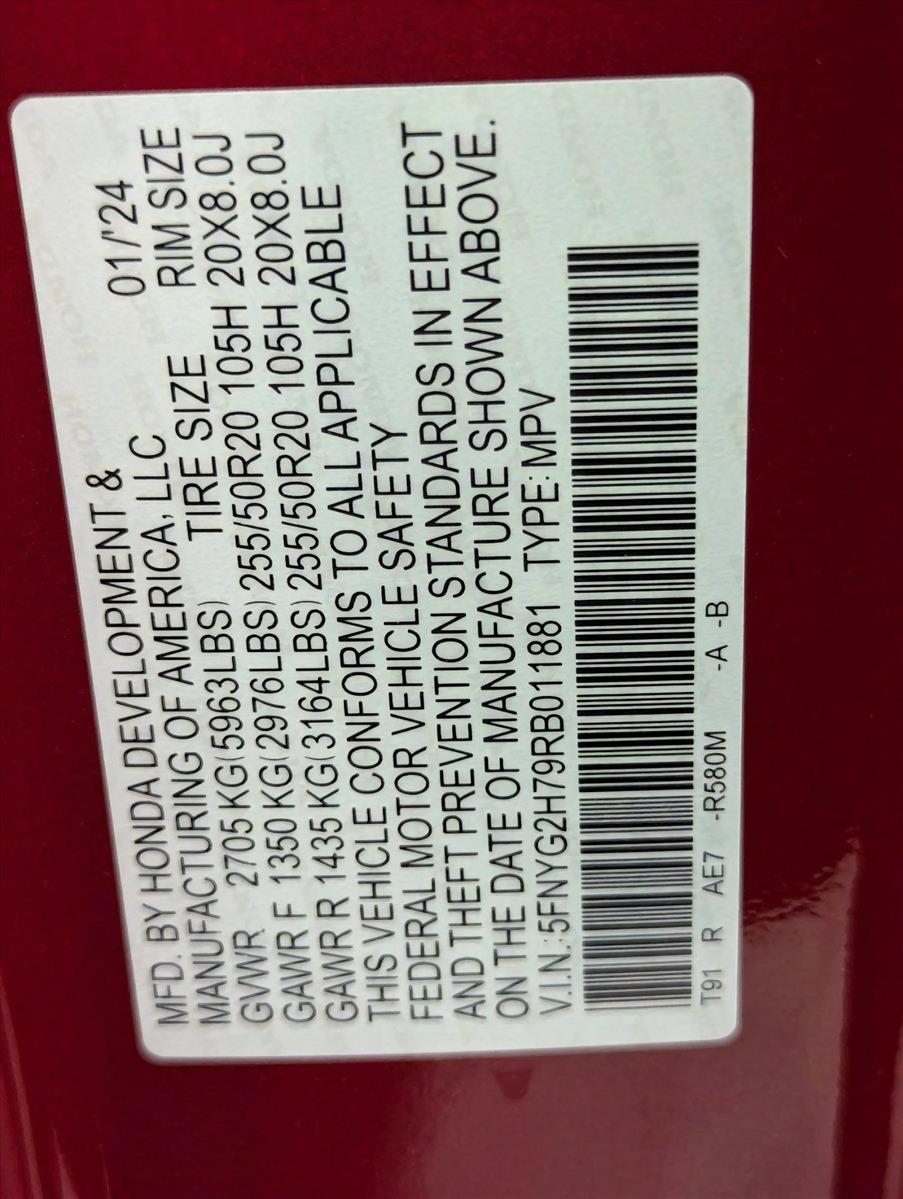 MFD. BY HONDA DEVELOPMENT & 01/'24
MANUFACTURING OF AMERICA, LLC RIM SIZE
GVWR 2705 KG(5963LBS) TIRE SIZE 20X8.0J
GAWR F 1350 KG(2976LBS) 255/50R20 105H 20X8.0J
GAWR R 1435 KG(3164LBS) 255/50R20 105H
THIS VEHICLE CONFORMS TO ALL APPLICABLE
FEDERAL MOTOR VEHICLE SAFETY
AND THEFT PREVENTION STANDARDS IN EFFECT
ON THE DATE OF MANUFACTURE SHOWN ABOVE.
V.I.N.:5FNYG2H79RB011881 TYPE:MPV
T91 R AE7 -R580M -A -B